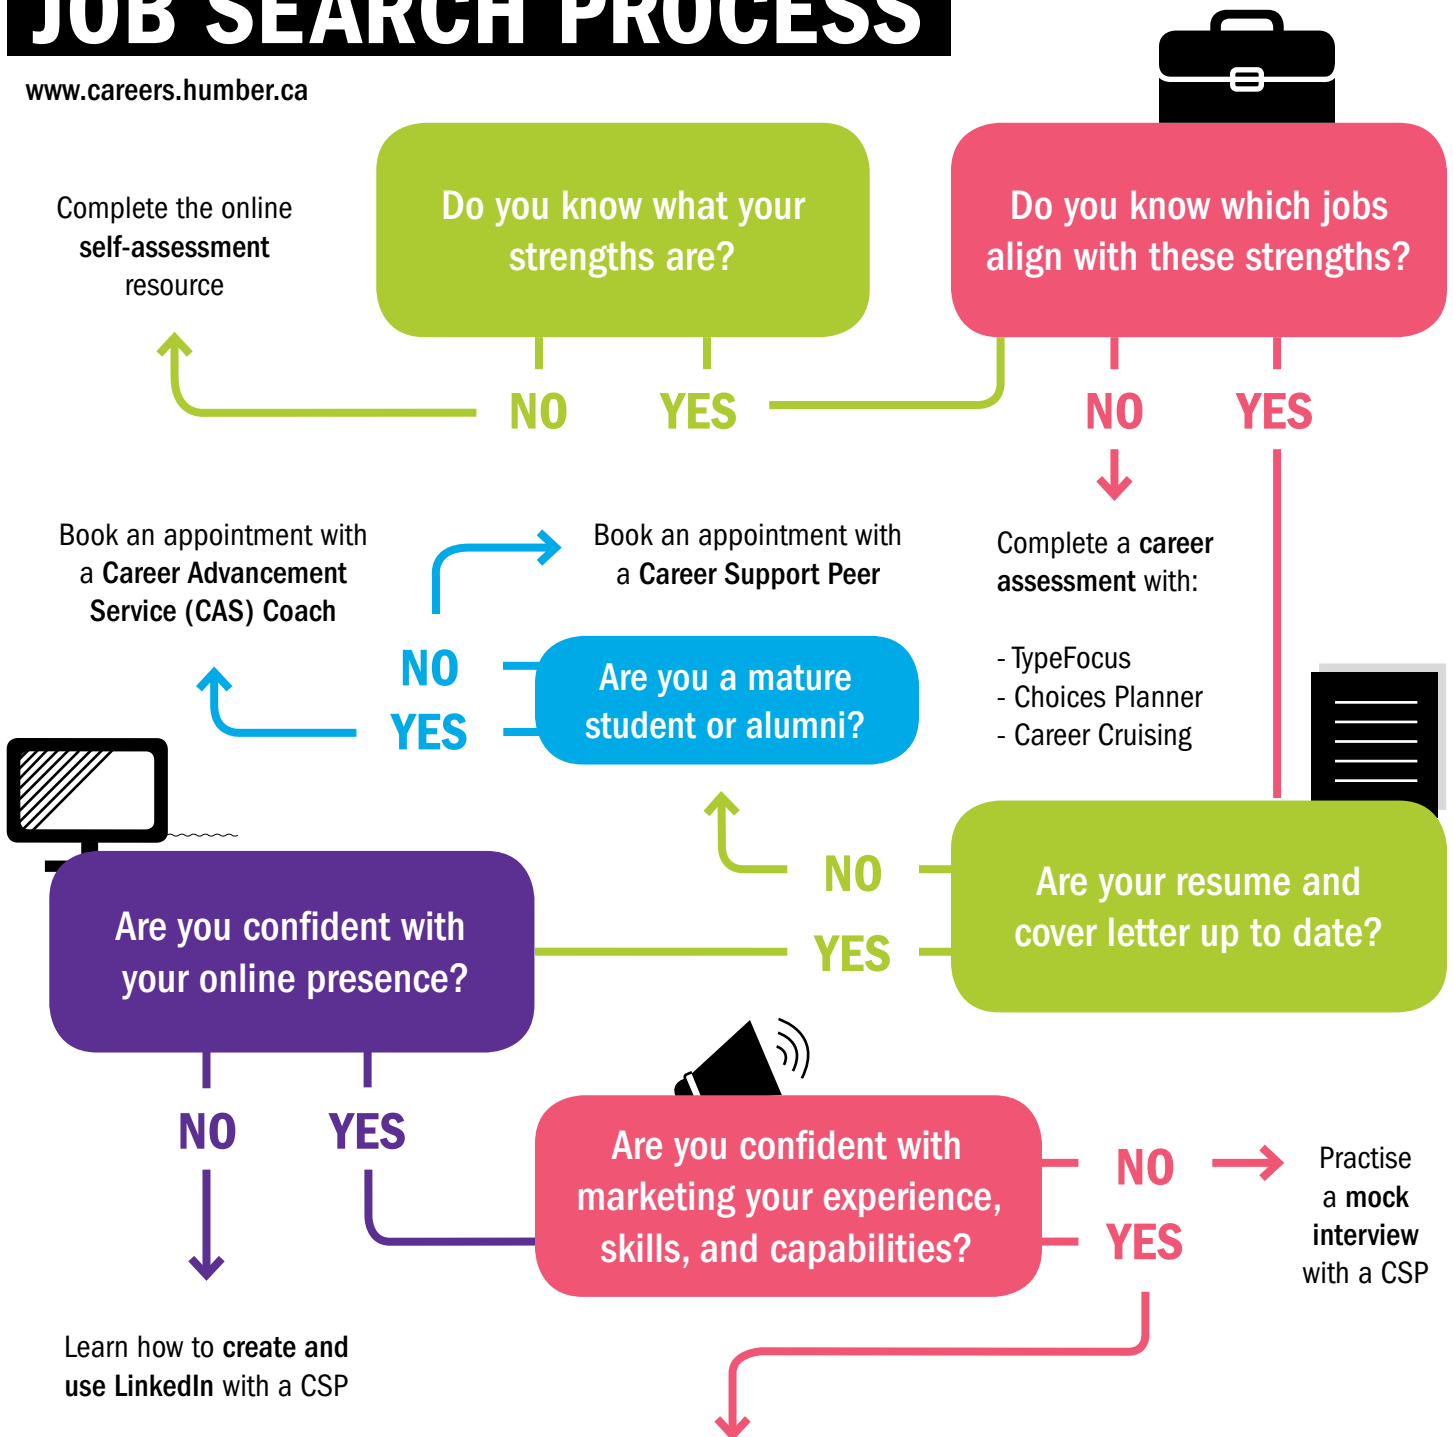 JOB SEARCH PROCESS
www.careers.humber.ca
Do you know what your
strengths are?
Do you know which jobs
align with these strengths?
Complete the online
self-assessment
resource
NO
YES
NO
YES
Book an appointment with
a Career Advancement
Service (CAS) Coach
Book an appointment with
a Career Support Peer
Complete a career
assessment with:
- TypeFocus
- Choices Planner
- Career Cruising
NO
YES
Are you a mature
student or alumni?
NO
YES
Are your resume and
cover letter up to date?
Are you confident with
your online presence?
NO
YES
Are you confident with
marketing your experience,
skills, and capabilities?
NO
YES
Practise
a mock
interview
with a CSP
Learn how to create and
use LinkedIn with a CSP